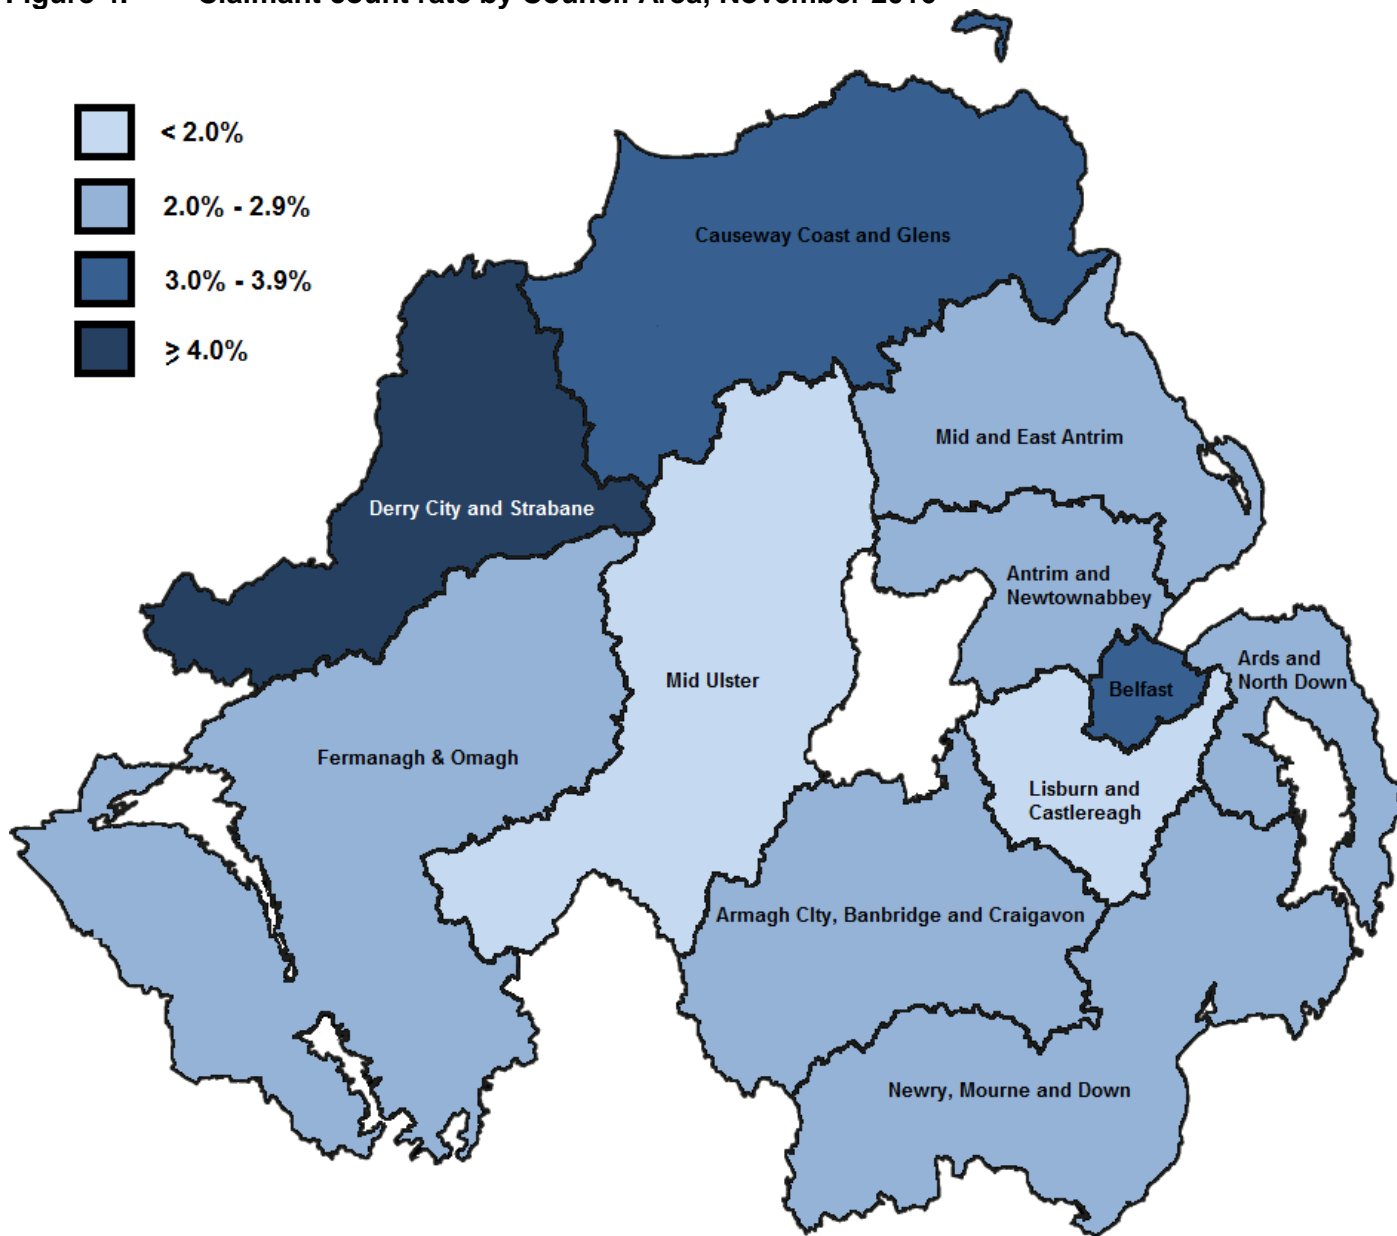 < 2.0%
2.0% - 2.9%
3.0% - 3.9%
≥ 4.0%
Causeway Coast and Glens
Mid and East Antrim
Derry City and Strabane
Antrim and
Newtownabbey
Ards and
North Down
Belfast
Mid Ulster
Fermanagh & Omagh
Lisburn and
Castlereagh
Armagh CIty, Banbridge and Craigavon
Newry, Mourne and Down